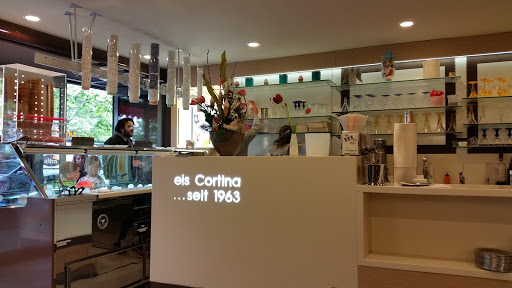 eis Cortina
...seit 1963